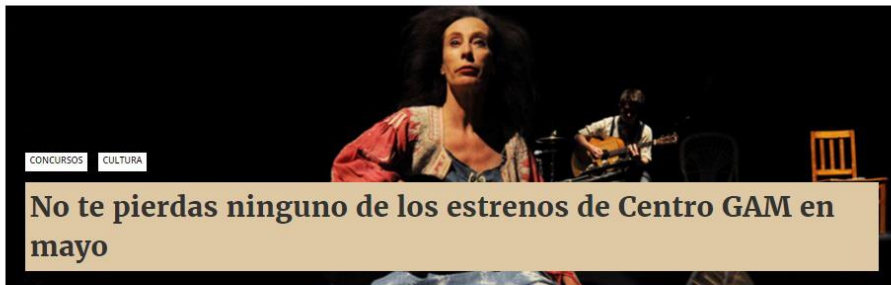 CONCURSOS CULTURA
No te pierdas ninguno de los estrenos de Centro GAM en
mayo